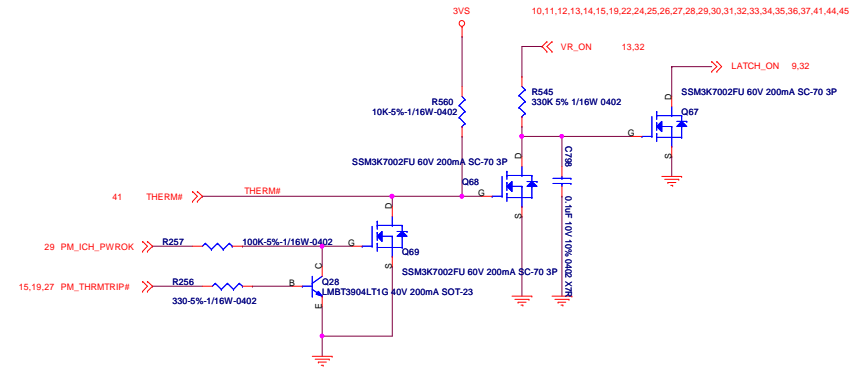 3VS
10,11,12,13,14,15,19,22,24,25,26,27,28,29,30,31,32,33,34,35,36,37,41,44,45
VR_ON 13,32
LATCH_ON 9,32
R560
10K-5%-1/16W-0402
R545
330K 5% 1/16W 0402
SSM3K7002FU 60V 200mA SC-70 3P
Q67
D
G
S
C798
0.1uF 10V 10% 0402 X7R
SSM3K7002FU 60V 200mA SC-70 3P
Q68
D
G
S
41 THERM#
THERM#
29 PM_ICH_PWROK
R257
100K-5%-1/16W-0402
D
G
S
Q69
SSM3K7002FU 60V 200mA SC-70 3P
15,19,27 PM_THRMTRIP#
R256
330-5%-1/16W-0402
C
B
E
Q28
LMBT3904LT1G 40V 200mA SOT-23